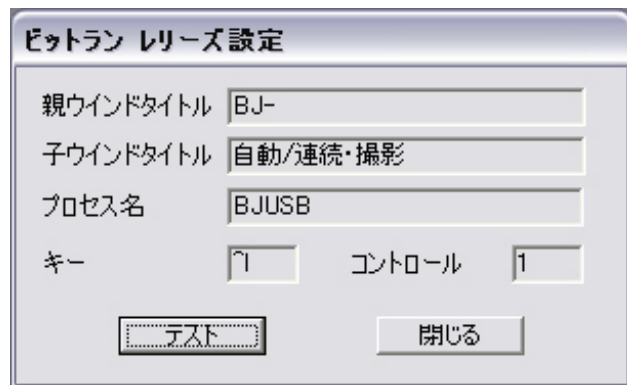 ビットラン レリーズ設定
親ウインドタイトル BJ-
子ウインドタイトル 自動/連続・撮影
プロセス名 BJUSB
キー ^I コントロール 1
テスト 閉じる